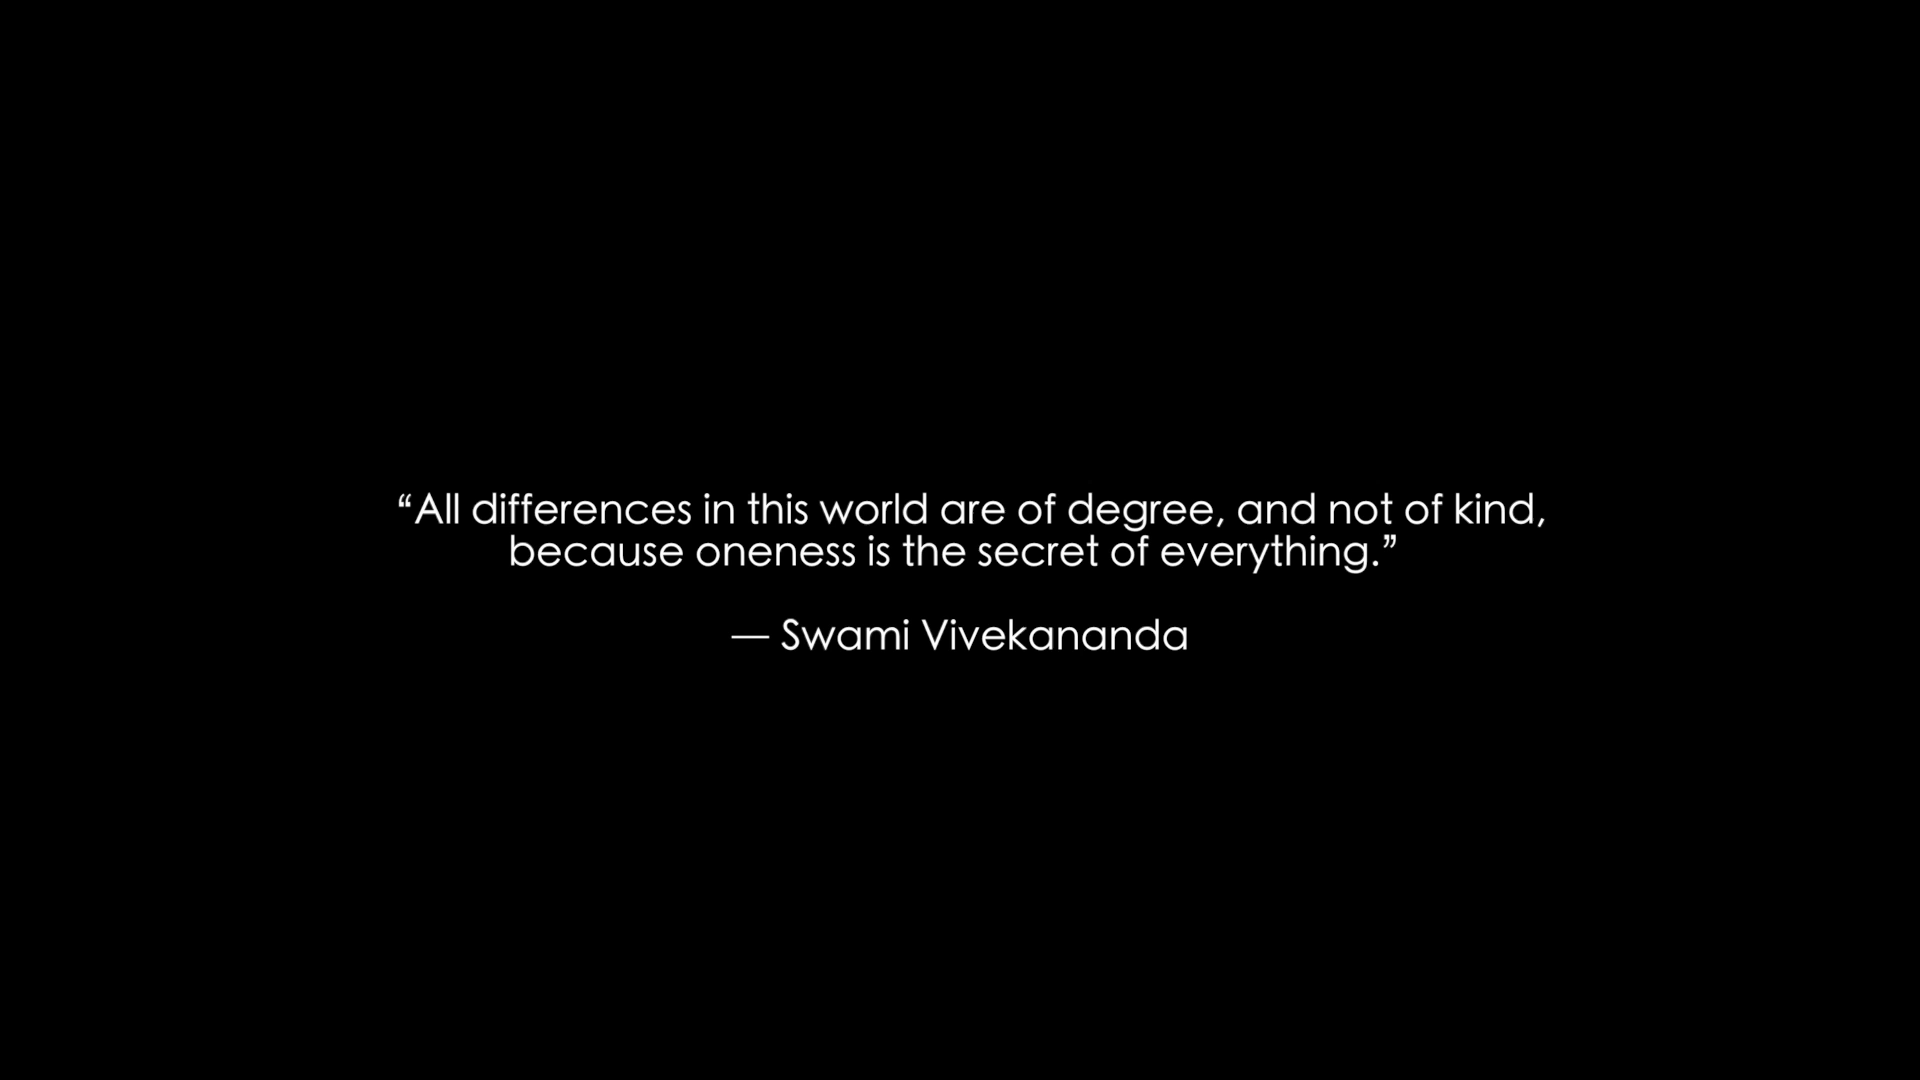 “All differences in this world are of degree, and not of kind,
because oneness is the secret of everything.”
— Swami Vivekananda